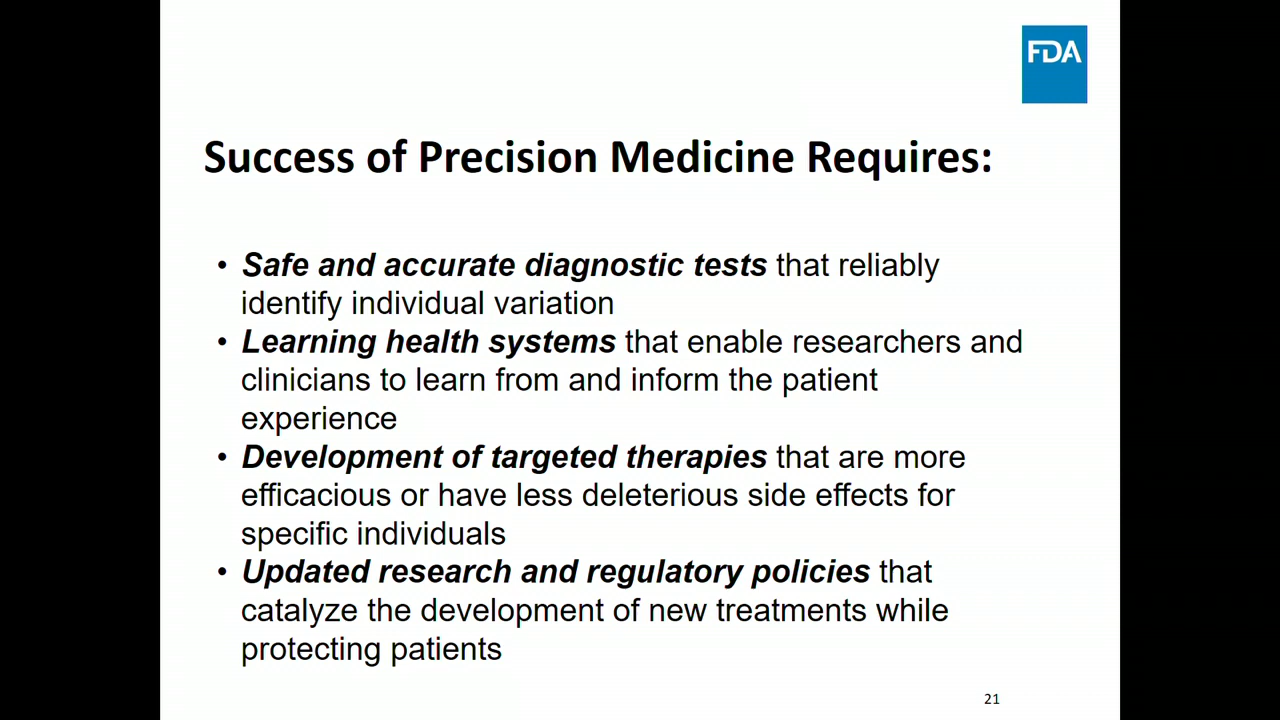 FDA
Success of Precision Medicine Requires:
• Safe and accurate diagnostic tests that reliably
identify individual variation
• Learning health systems that enable researchers and
clinicians to learn from and inform the patient
experience
• Development of targeted therapies that are more
efficacious or have less deleterious side effects for
specific individuals
• Updated research and regulatory policies that
catalyze the development of new treatments while
protecting patients
21